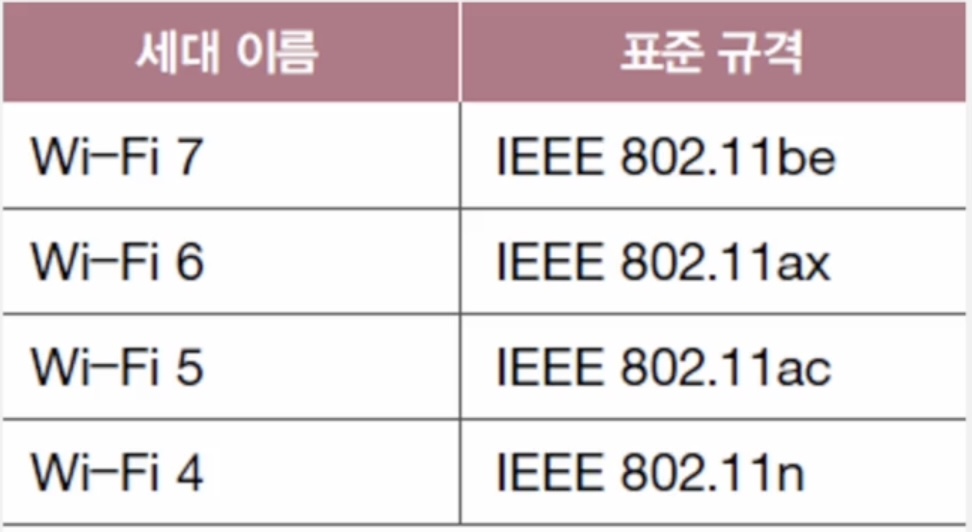 세대 이름 표준 규격
Wi-Fi 7 IEEE 802.11be
Wi-Fi 6 IEEE 802.11ax
Wi-Fi 5 IEEE 802.11ac
Wi-Fi 4 IEEE 802.11n